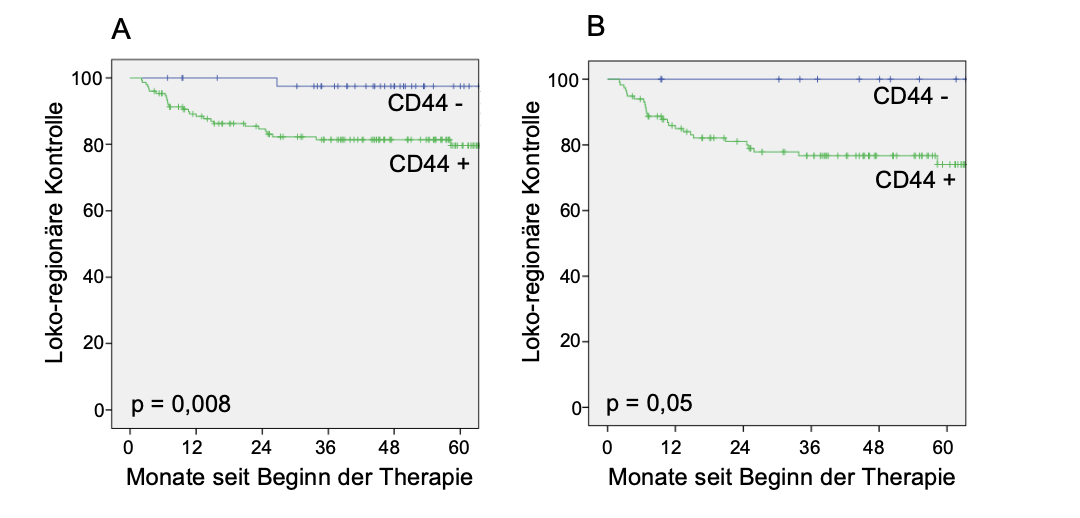 A
Loko-regionäre Kontrolle
100
80
60
40
20
0
CD44 -
CD44 +
p = 0,008
0 12 24 36 48 60
Monate seit Beginn der Therapie
B
Loko-regionäre Kontrolle
100
80
60
40
20
0
CD44 -
CD44 +
p = 0,05
0 12 24 36 48 60
Monate seit Beginn der Therapie